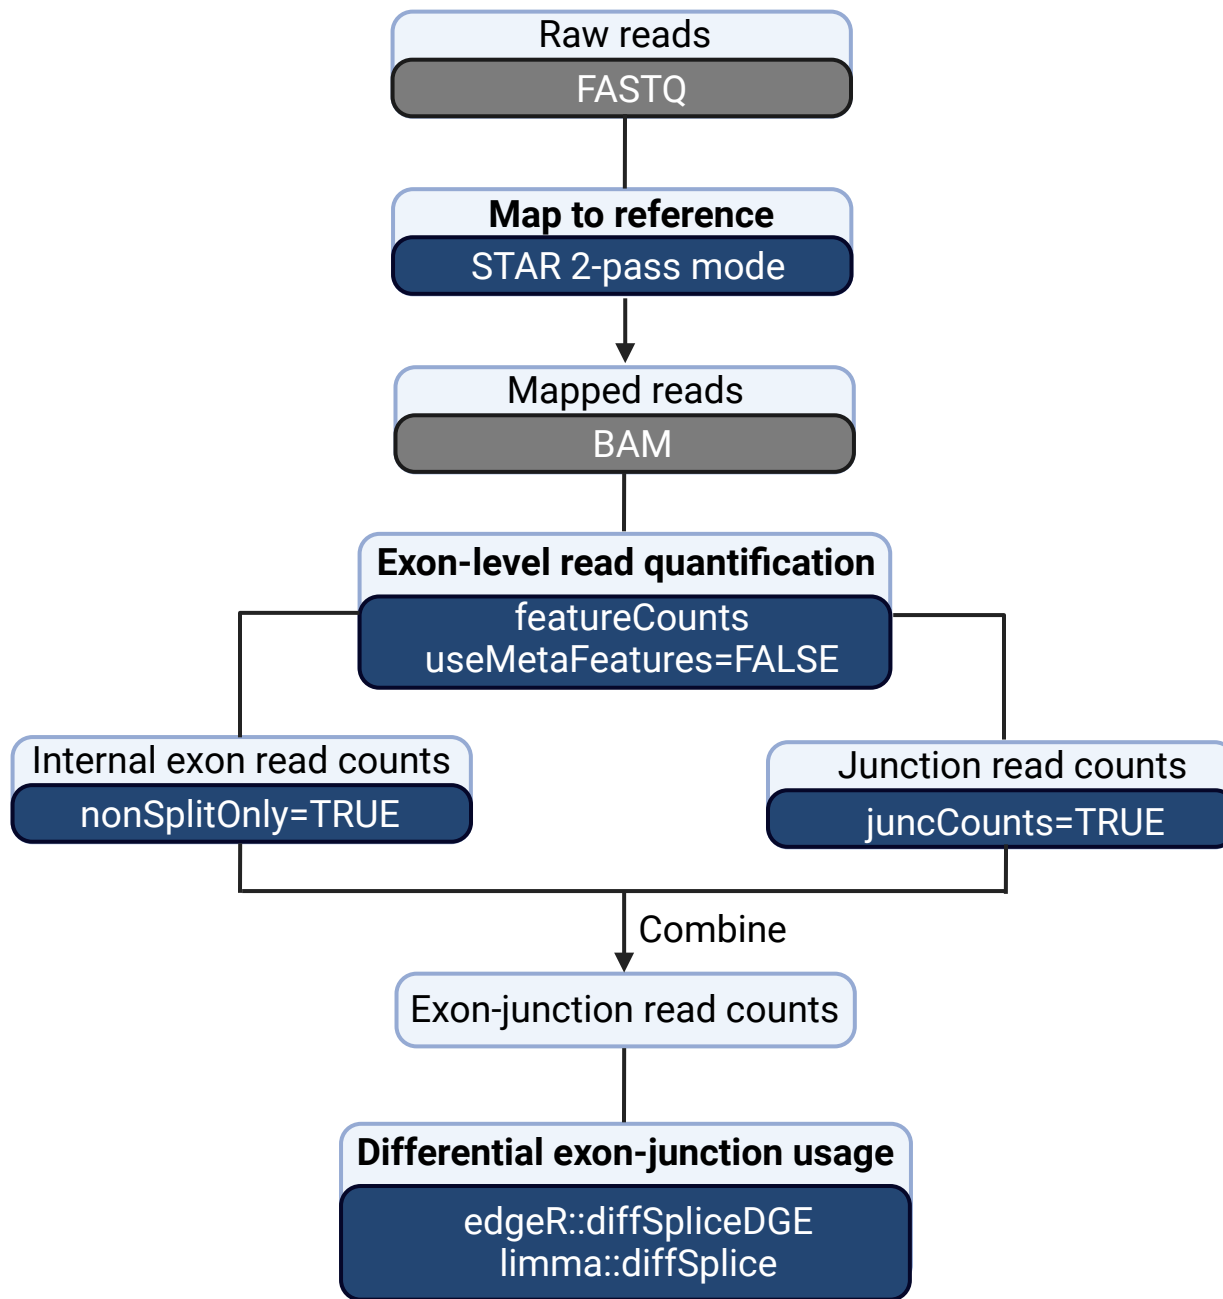 Raw reads
FASTQ
Map to reference
STAR 2-pass mode
Mapped reads
BAM
Exon-level read quantification
featureCounts
useMetaFeatures=FALSE
Internal exon read counts
nonSplitOnly=TRUE
Junction read counts
juncCounts=TRUE
Combine
Exon-junction read counts
Differential exon-junction usage
edgeR::diffSpliceDGE
limma::diffSplice